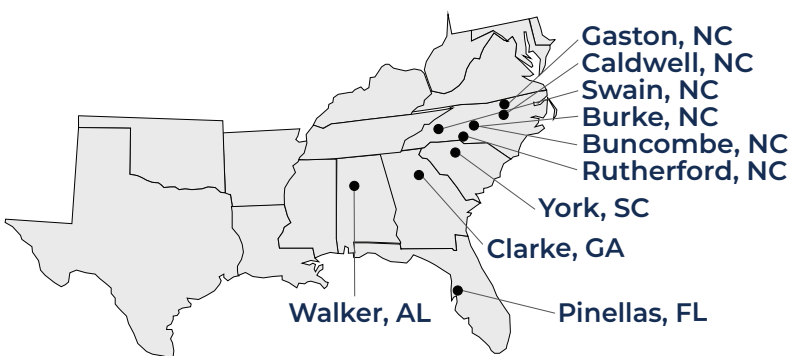 Gaston, NC
Caldwell, NC
Swain, NC
Burke, NC
Buncombe, NC
Rutherford, NC
York, SC
Clarke, GA
Walker, AL
Pinellas, FL